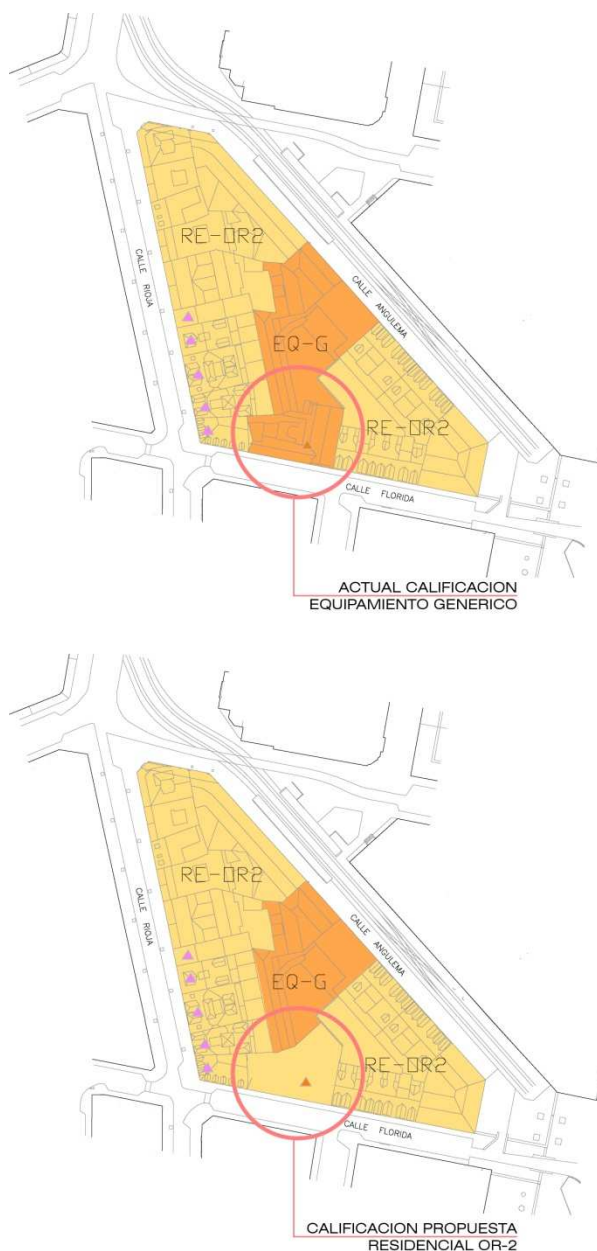 RE-OR2
CALLE RIOJA
CALLE ANGULEMA
EQ-G
RE-OR2
CALLE FLORIDA
ACTUAL CALIFICACION
EQUIPAMIENTO GENERICO
RE-OR2
CALLE RIOJA
CALLE ANGULEMA
EQ-G
RE-OR2
CALLE FLORIDA
CALIFICACION PROPUESTA
RESIDENCIAL OR-2